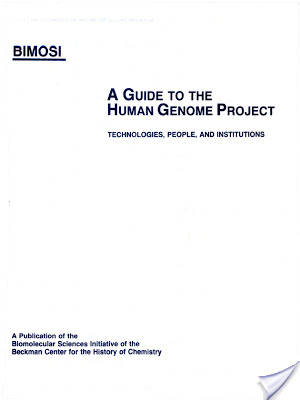 BIMOSI
A GUIDE TO THE
HUMAN GENOME PROJECT
TECHNOLOGIES, PEOPLE, AND INSTITUTIONS
A Publication of the
Biomolecular Sciences Initiative of the
Beckman Center for the History of Chemistry